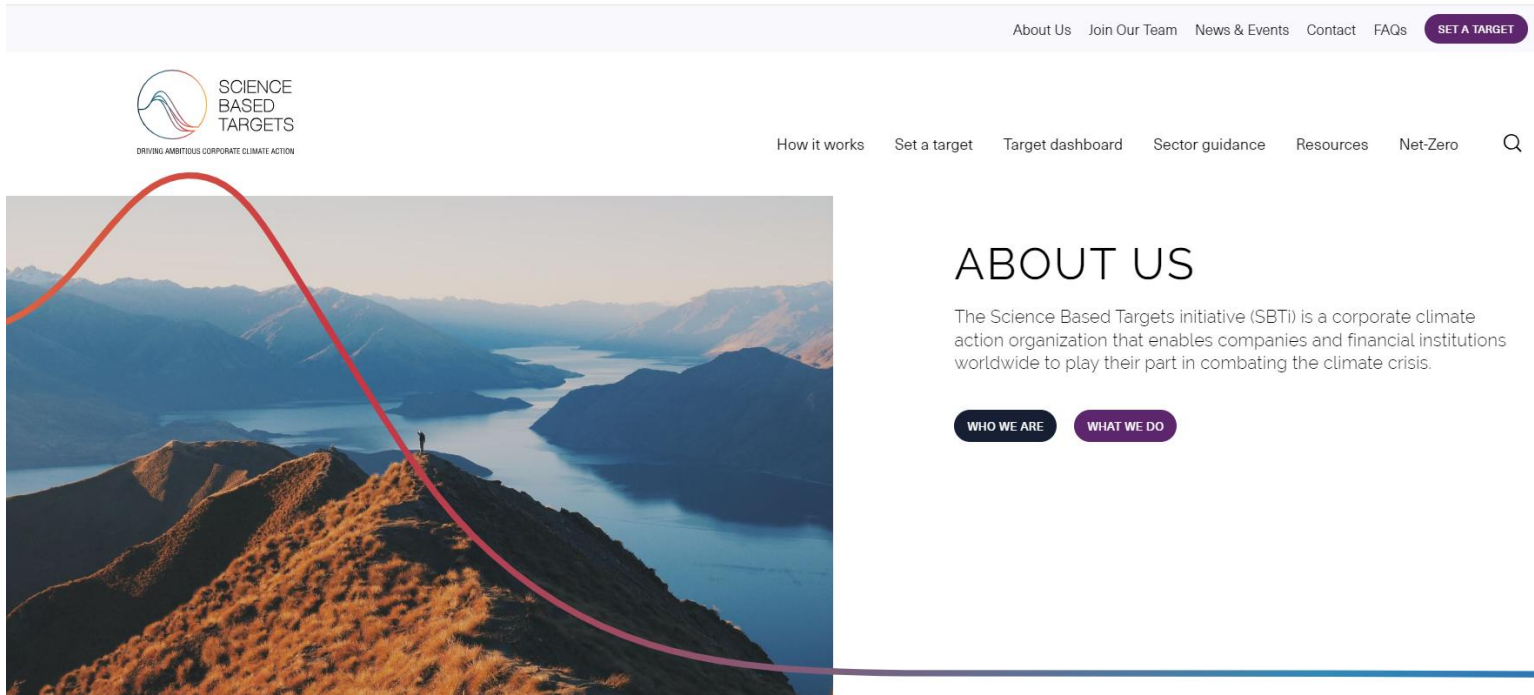 About Us Join Our Team News & Events Contact FAQs SET A TARGET
SCIENCE
BASED
TARGETS
DRIVING AMBITIOUS CORPORATE CLIMATE ACTION
How it works Set a target Target dashboard Sector guidance Resources Net-Zero
ABOUT US
The Science Based Targets initiative (SBTi) is a corporate climate
action organization that enables companies and financial institutions
worldwide to play their part in combating the climate crisis.
WHO WE ARE WHAT WE DO